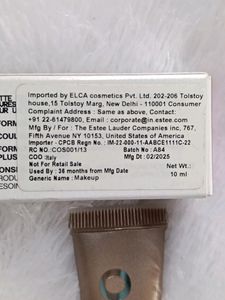 Imported by ELCA cosmetics Pvt. Ltd. 202-206 Tolstoy
house,15 Tolstoy Marg, New Delhi - 110001 Consumer
Complaint Address : Same as above, Contact:
+91 22-61479800, Email : corporate@in.estee.com
Mfg By / For : The Estee Lauder Companies inc, 767,
Fifth Avenue NY 10153, United States of America
Importer - CPCB Regn No.: IM-22-000-11-AABCE1111C-22
RC NO.:COS001/13
Batch No - A84
COO:Italy
Mfg Dt : 02/2025
Not For Retail Sale
Used By : 36 months from Mfg Date
Net Wt.:
Generic Name : Makeup
10 ml